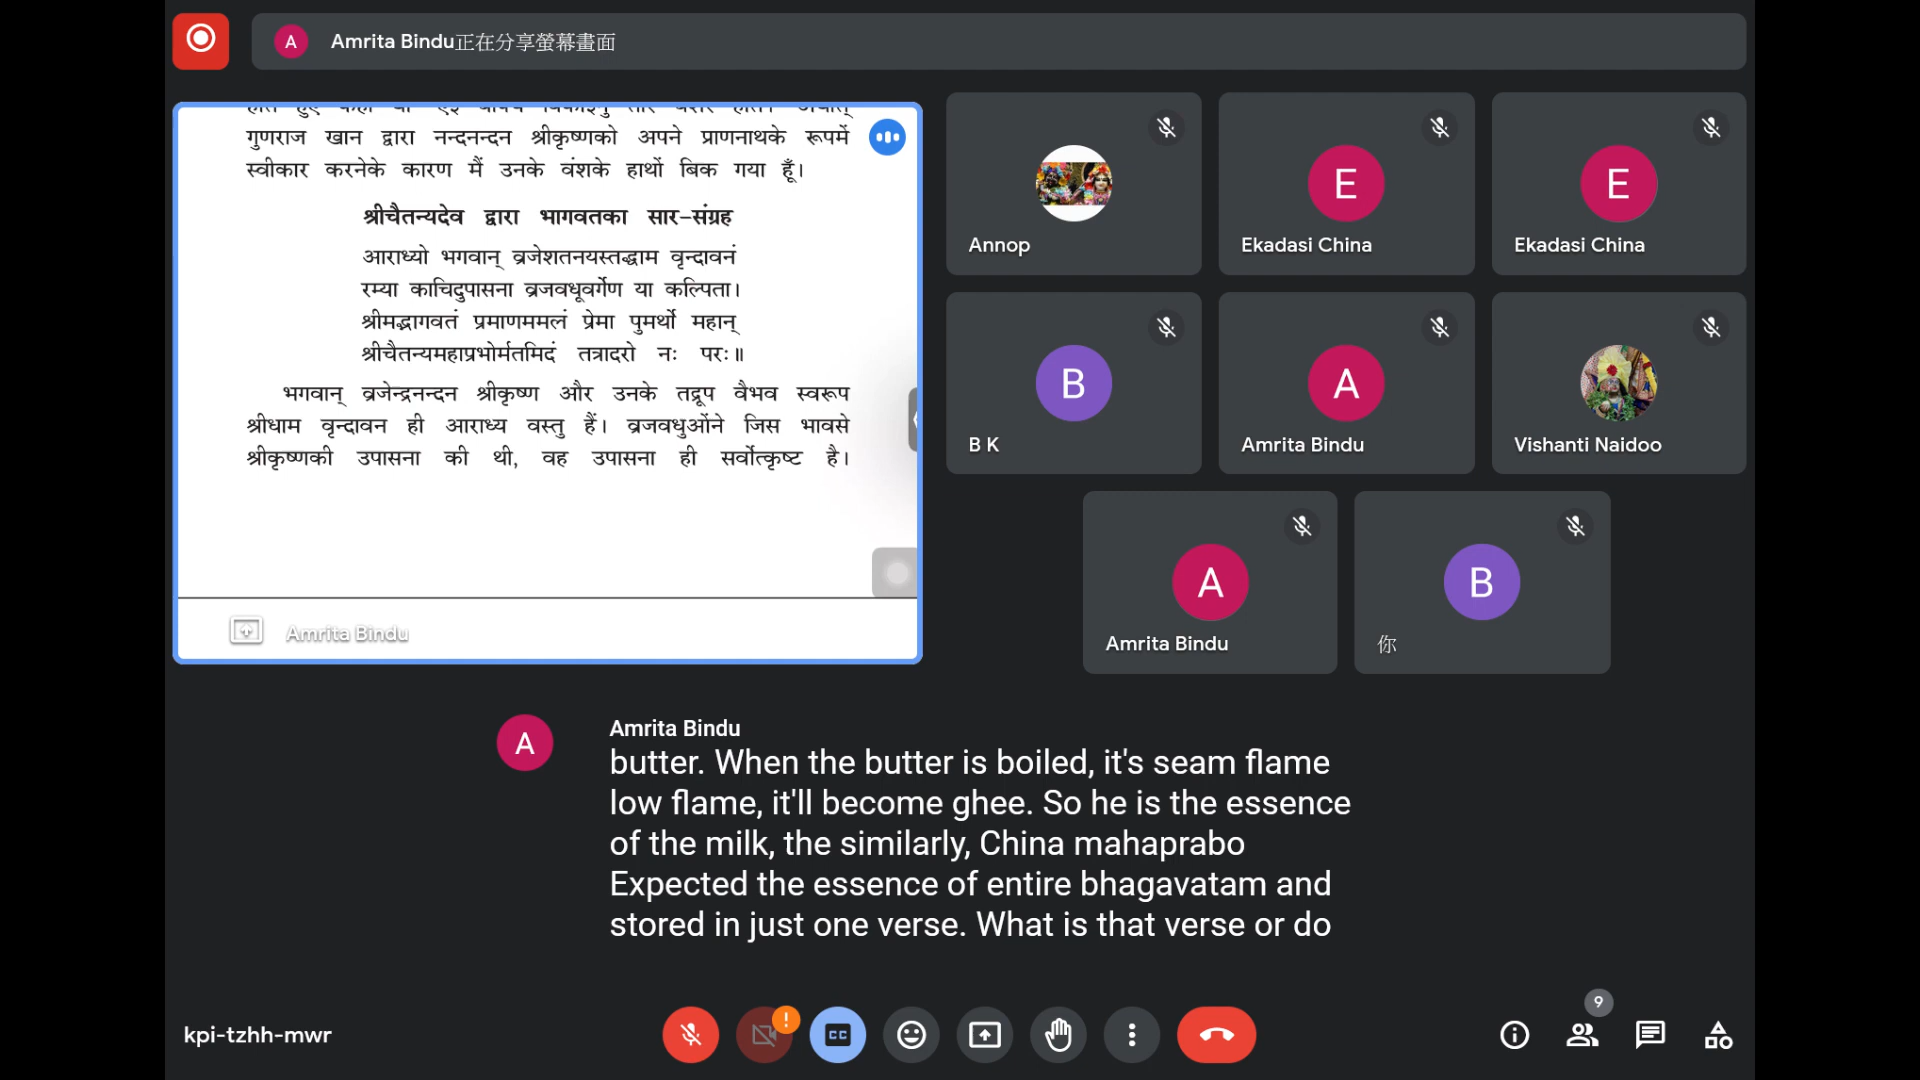 Amrita Bindu正在分享螢幕畫面
A
गुणराज खान द्वारा नन्दनन्दन श्रीकृष्णको अपने प्राणनाथके रूपमें
स्वीकार करनेके कारण मैं उनके वंशके हाथों बिक गया हूँ।
श्रीचैतन्यदेव द्वारा भागवतका सार-संग्रह
आराध्यो भगवान् व्रजेशतनयस्तद्धाम वृन्दावनं
रम्या काचिदुपासना व्रजवधूवर्गेण या कल्पिता।
श्रीमद्भागवतं प्रमाणममलं प्रेमा पुमर्थो महान्
श्रीचैतन्यमहाप्रभोर्मतमिदं तत्रादरो नः परः॥
भगवान् व्रजेन्द्रनन्दन श्रीकृष्ण और उनके तद्रूप वैभव स्वरूप
श्रीधाम वृन्दावन ही आराध्य वस्तु हैं। व्रजवधुओंने जिस भावसे
श्रीकृष्णकी उपासना की थी, वह उपासना ही सर्वोत्कृष्ट है।
Amrita Bindu
Annop
E
Ekadasi China
E
Ekadasi China
B
B K
A
Amrita Bindu
Vishanti Naidoo
A
Amrita Bindu
B
你
A
Amrita Bindu
butter. When the butter is boiled, it's seam flame
low flame, it'll become ghee. So he is the essence
of the milk, the similarly, China mahaprabo
Expected the essence of entire bhagavatam and
stored in just one verse. What is that verse or do
kpi-tzhh-mwr
!
CC
9